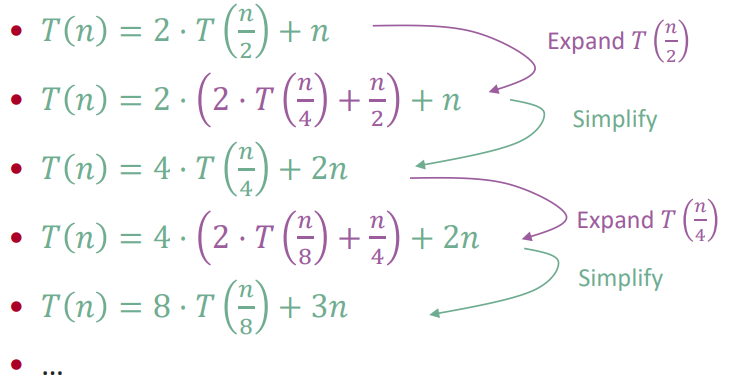 • T(n) = 2 · T(n/2) + n
Expand T(n/2)
• T(n) = 2 · (2 · T(n/4) + n/2) + n
Simplify
• T(n) = 4 · T(n/4) + 2n
• T(n) = 4 · (2 · T(n/8) + n/4) + 2n
Expand T(n/4)
Simplify
• T(n) = 8 · T(n/8) + 3n
• ...